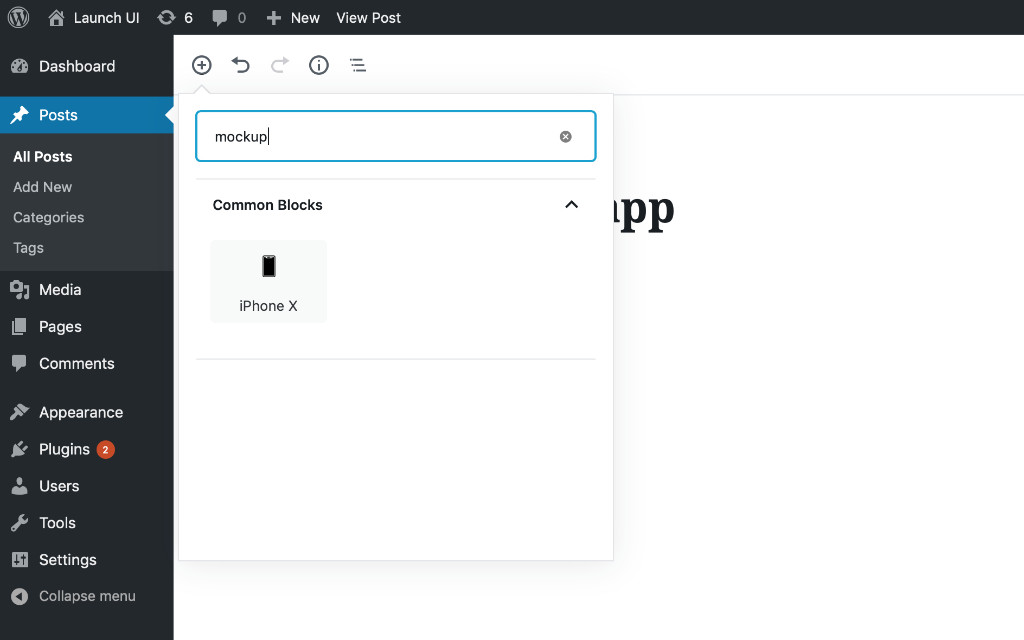 Launch UI 6 0 New View Post
Dashboard
Posts
All Posts
Add New
Categories
Tags
Media
Pages
Comments
Appearance
Plugins 2
Users
Tools
Settings
Collapse menu
mockup
Common Blocks
iPhone X